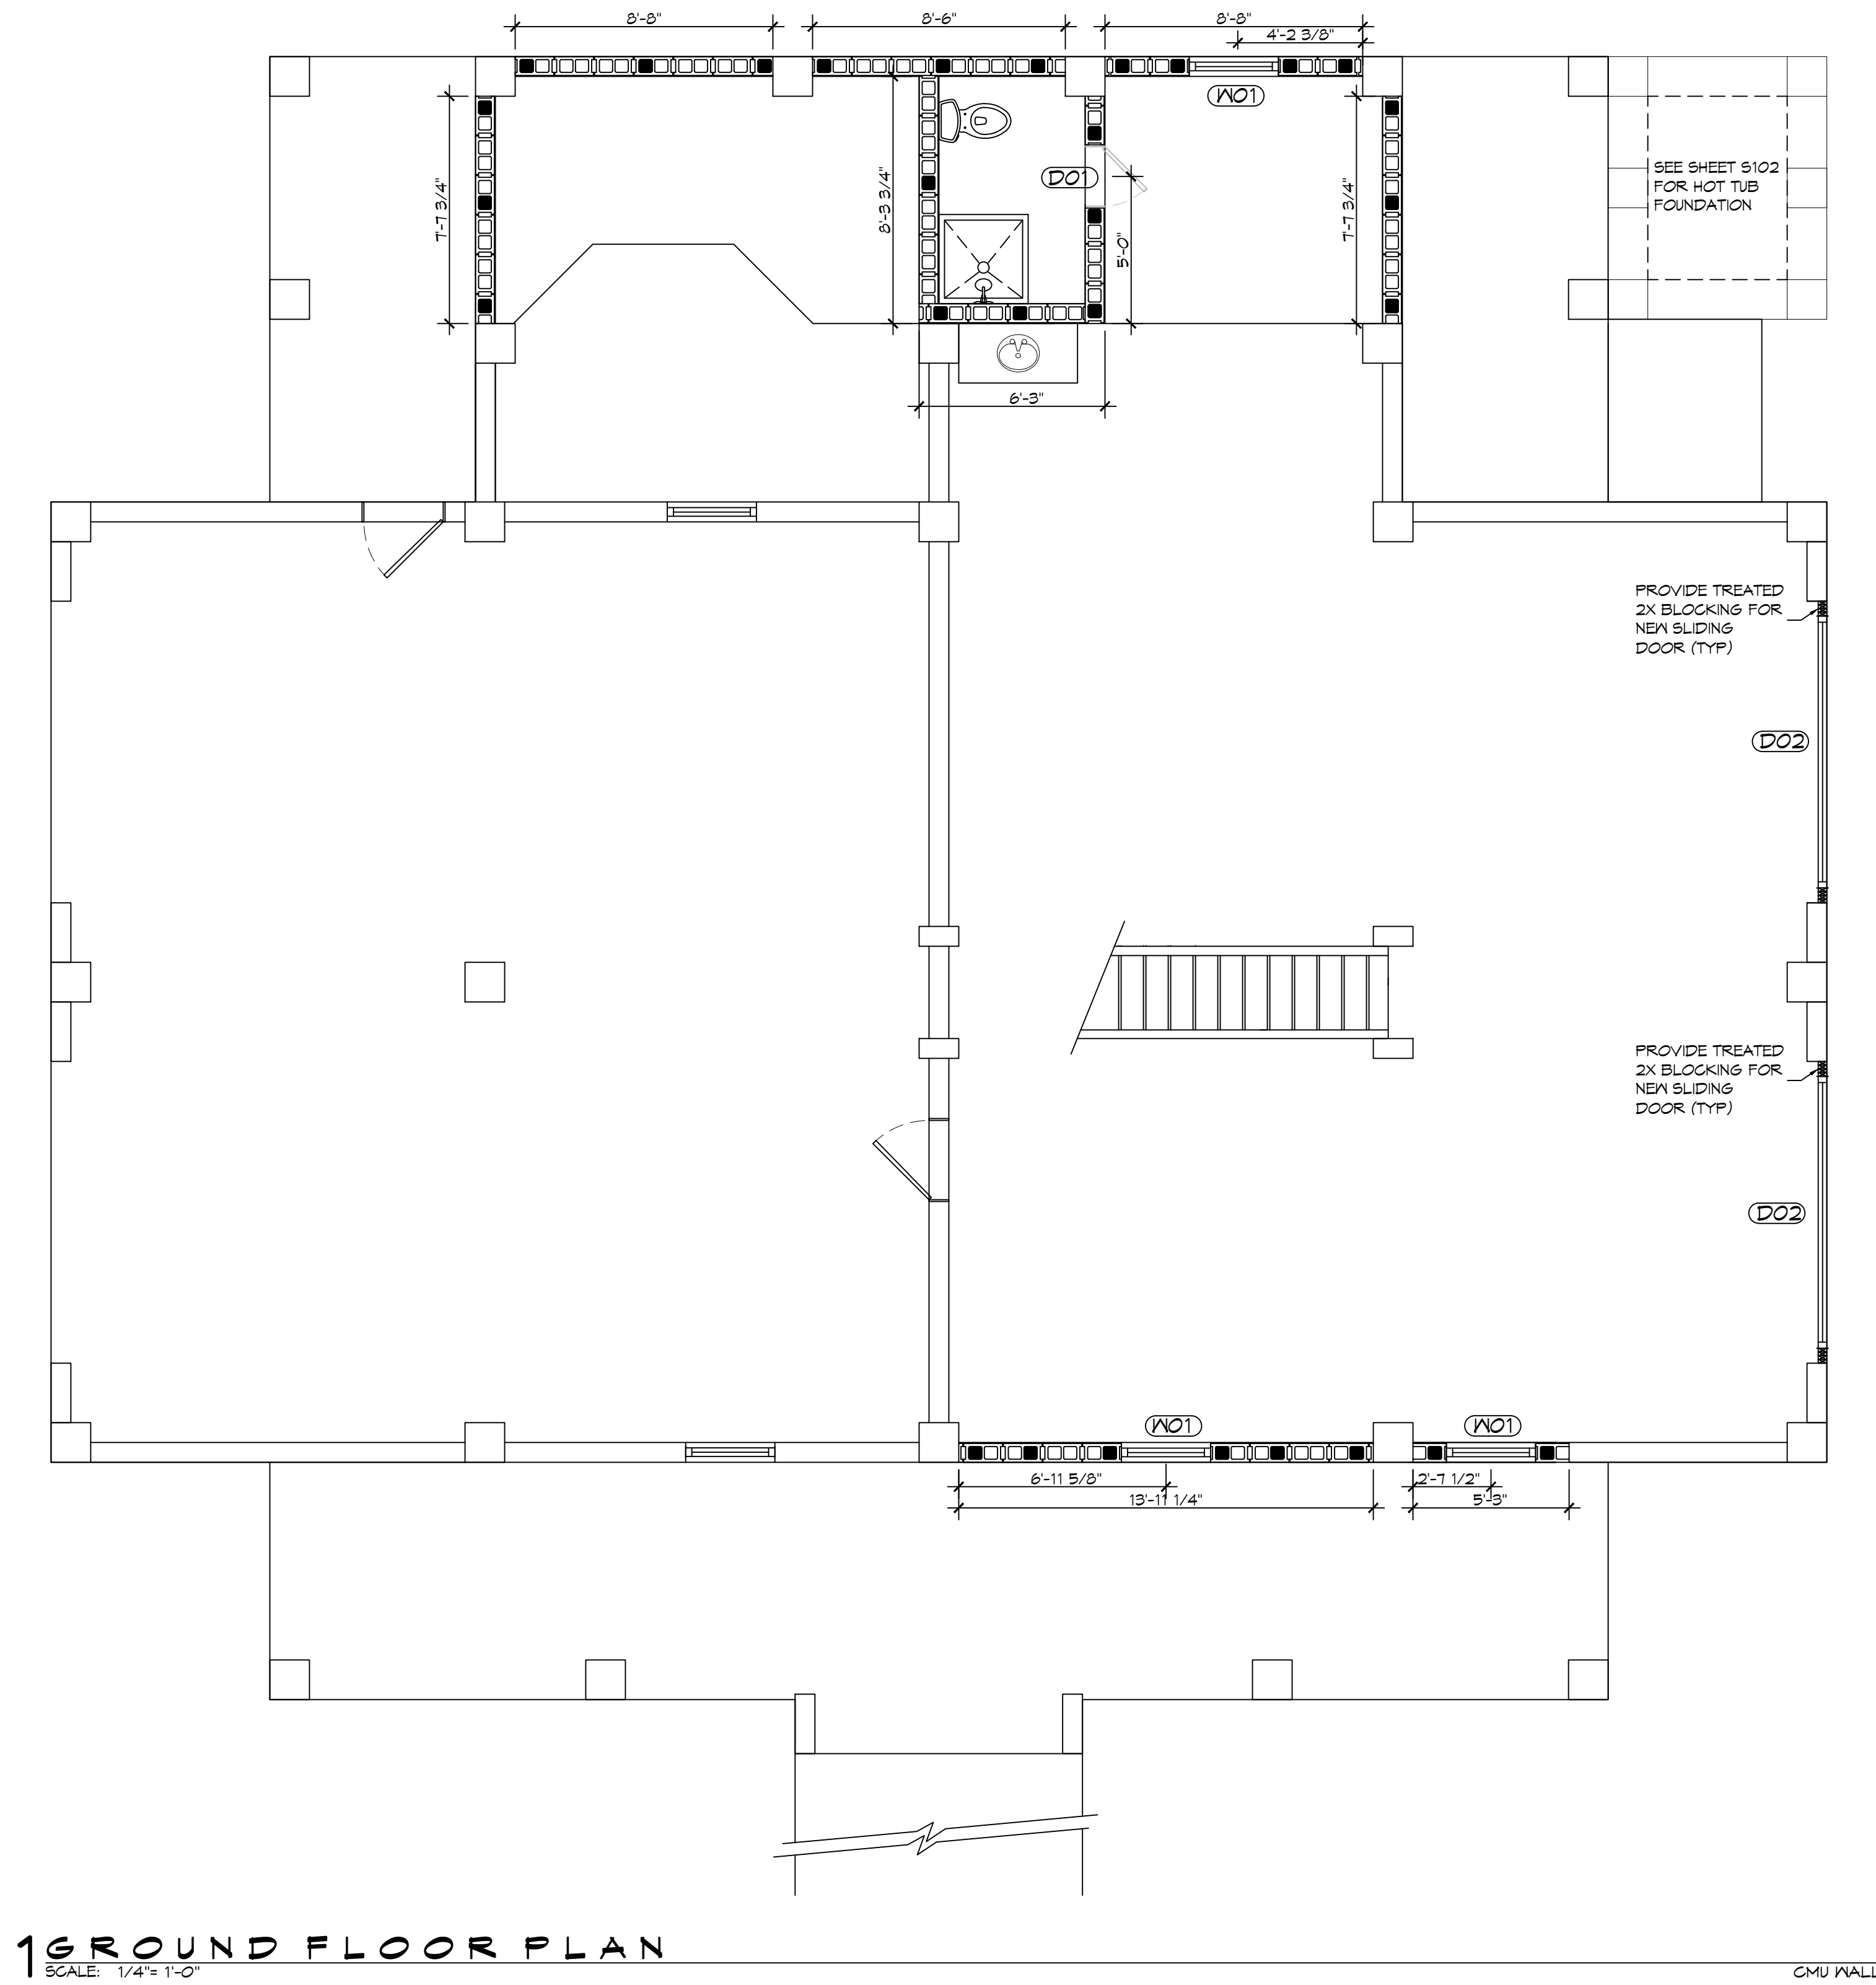 8'-8"
8'-6"
8'-8"
4'-2 3/8"
W01
7'-7 3/4"
8'-3 3/4"
D01
5'-0"
7'-7 3/4"
SEE SHEET S102
FOR HOT TUB
FOUNDATION
6'-3"
PROVIDE TREATED
2X BLOCKING FOR
NEW SLIDING
DOOR (TYP)
D02
PROVIDE TREATED
2X BLOCKING FOR
NEW SLIDING
DOOR (TYP)
D02
W01
W01
6'-11 5/8"
2'-7 1/2"
13'-11 1/4"
5'-3"
1 GROUND FLOOR PLAN
SCALE: 1/4"= 1'-0"
CMU WALL